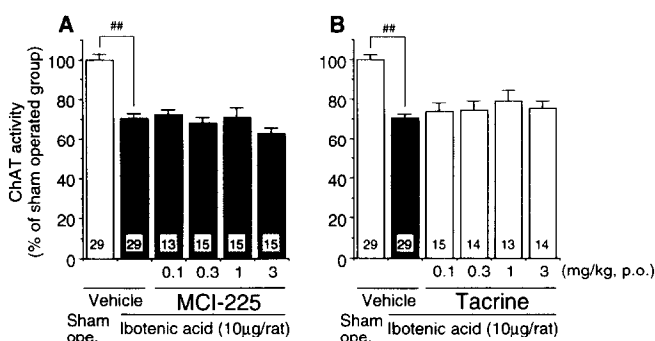 A
##
ChAT activity
(% of sham operated group)
100
80
60
40
20
0
29
29
13
15
15
15
0.1
0.3
1
3
Vehicle
MCI-225
Sham
ope.
Ibotenic acid (10μg/rat)
B
##
100
80
60
40
20
0
29
29
15
14
13
14
0.1
0.3
1
3
(mg/kg, p.o.)
Vehicle
Tacrine
Sham
ope.
Ibotenic acid (10μg/rat)